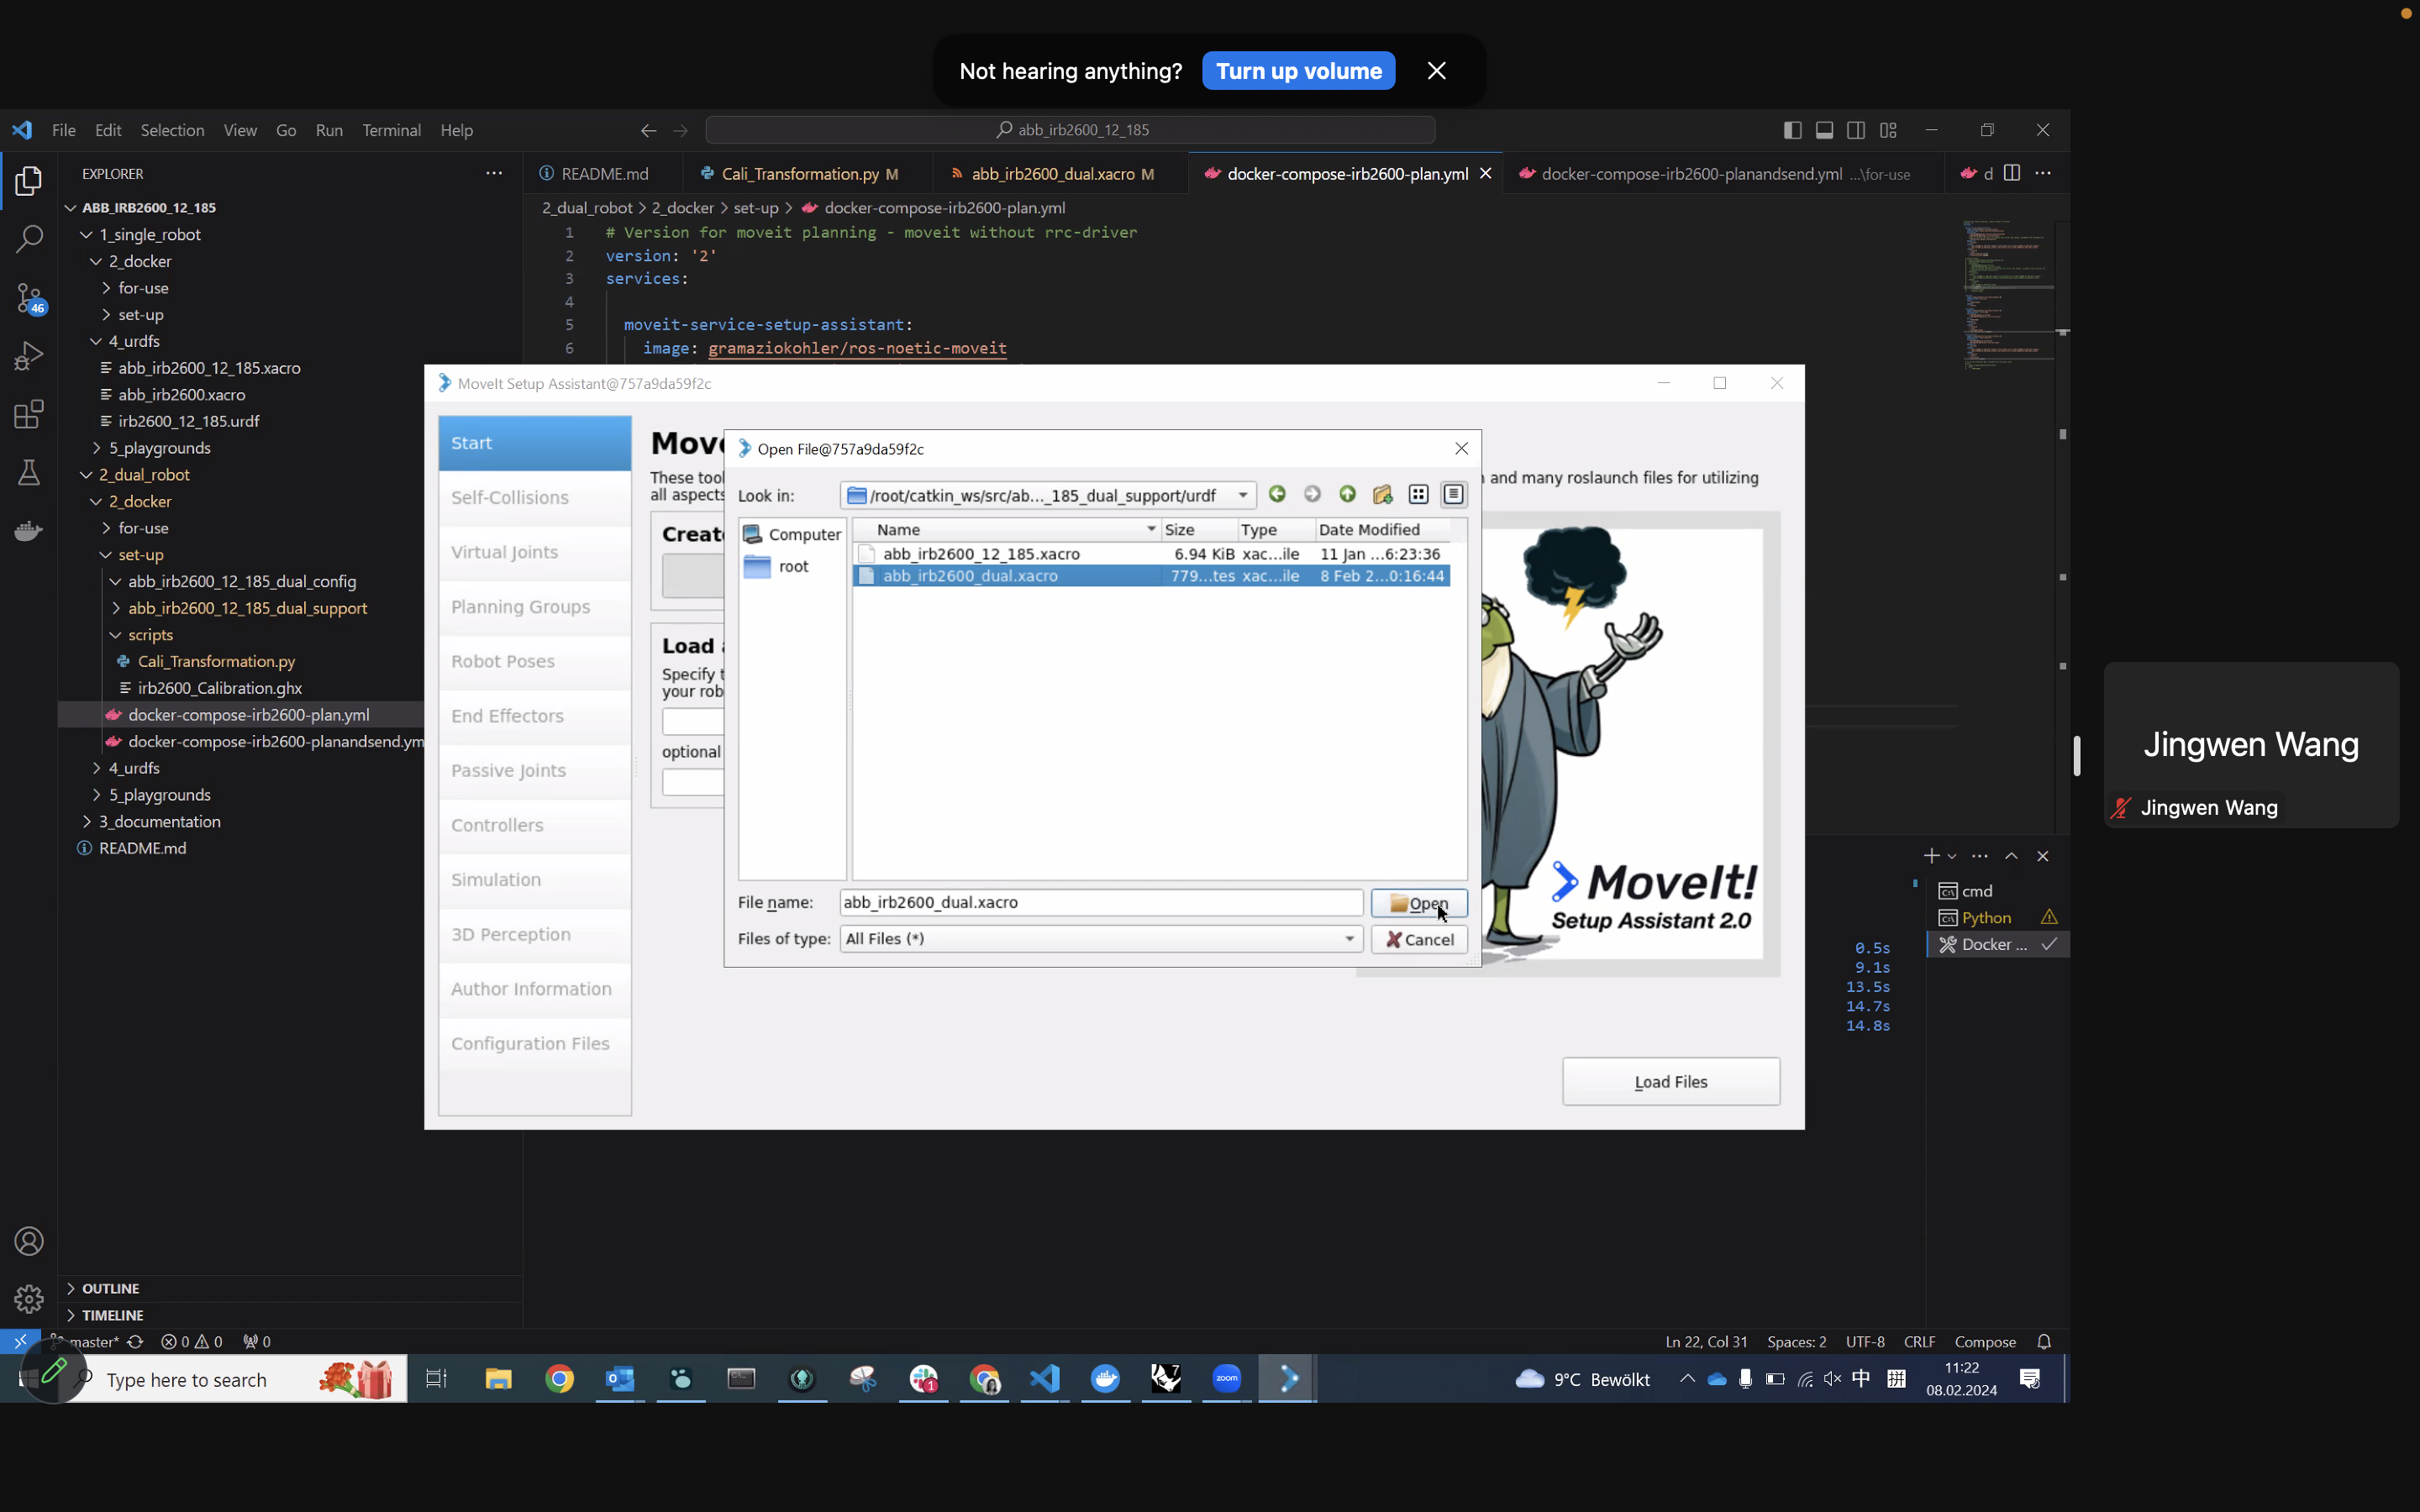 Not hearing anything? Turn up volume
File Edit Selection View Go Run Terminal Help
abb_irb2600_12_185
EXPLORER
README.md
Cali_Transformation.py M
abb_irb2600_dual.xacro M
docker-compose-irb2600-plan.yml
docker-compose-irb2600-planandsend.yml ...\for-use
d
2_dual_robot > 2_docker > set-up > docker-compose-irb2600-plan.yml
ABB_IRB2600_12_185
1_single_robot
2_docker
for-use
set-up
4_urdfs
abb_irb2600_12_185.xacro
abb_irb2600.xacro
irb2600_12_185.urdf
5_playgrounds
2_dual_robot
2_docker
for-use
set-up
abb_irb2600_12_185_dual_config
abb_irb2600_12_185_dual_support
scripts
Cali_Transformation.py
irb2600_Calibration.ghx
docker-compose-irb2600-plan.yml
docker-compose-irb2600-planandsend.ym
4_urdfs
5_playgrounds
3_documentation
README.md
46
1 # Version for moveit planning - moveit without rrc-driver
2 version: '2'
3 services:
4
5 moveit-service-setup-assistant:
6 image: gramaziokohler/ros-noetic-moveit
MoveIt Setup Assistant@757a9da59f2c
Start
Self-Collisions
Virtual Joints
Planning Groups
Robot Poses
End Effectors
Passive Joints
Controllers
Simulation
3D Perception
Author Information
Configuration Files
Move
These tool
all aspects
and many roslaunch files for utilizing
Create
Load
Specify t
your rob
optional
Open File@757a9da59f2c
Look in: /root/catkin_ws/src/ab..._185_dual_support/urdf
Computer
root
Name Size Type Date Modified
abb_irb2600_12_185.xacro 6.94 KiB xac...ile 11 Jan ...6:23:36
abb_irb2600_dual.xacro 779...tes xac...ile 8 Feb 2...0:16:44
File name: abb_irb2600_dual.xacro Open
Files of type: All Files (*) Cancel
MoveIt!
Setup Assistant 2.0
Load Files
cmd
Python
Docker ...
0.5s
9.1s
13.5s
14.7s
14.8s
Jingwen Wang
Jingwen Wang
OUTLINE
TIMELINE
master* 0 0 0
Ln 22, Col 31 Spaces: 2 UTF-8 CRLF Compose
Type here to search
1
7
zoom
9°C Bewölkt
中
拼
11:22
08.02.2024